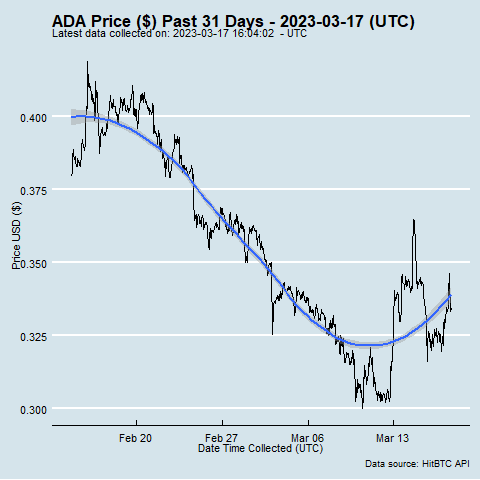 ADA Price ($) Past 31 Days - 2023-03-17 (UTC)
Latest data collected on: 2023-03-17 16:04:02 - UTC
0.400
0.375
0.350
0.325
0.300
Price USD ($)
Feb 20
Feb 27
Mar 06
Mar 13
Date Time Collected (UTC)
Data source: HitBTC API